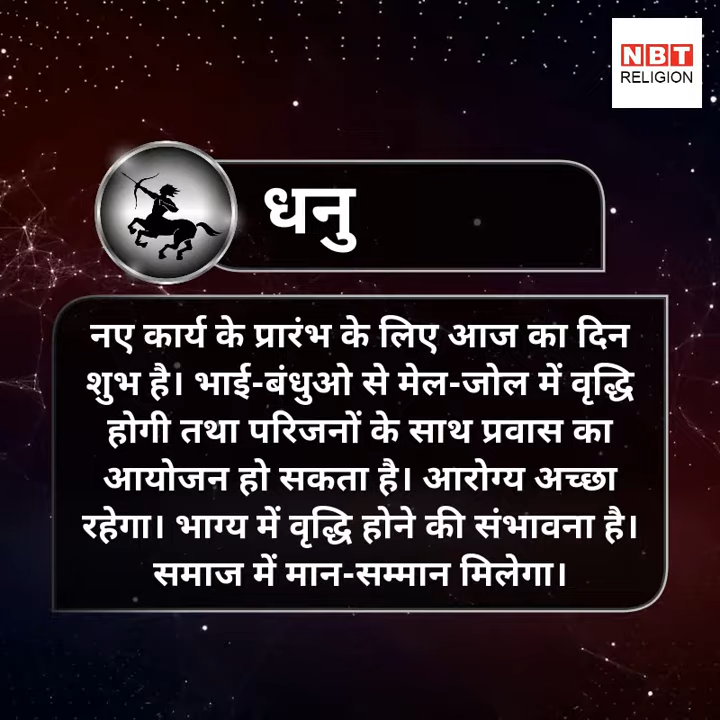 NBT
RELIGION
धनु
नए कार्य के प्रारंभ के लिए आज का दिन
शुभ है। भाई-बंधुओ से मेल-जोल में वृद्धि
होगी तथा परिजनों के साथ प्रवास का
आयोजन हो सकता है। आरोग्य अच्छा
रहेगा। भाग्य में वृद्धि होने की संभावना है।
समाज में मान-सम्मान मिलेगा।